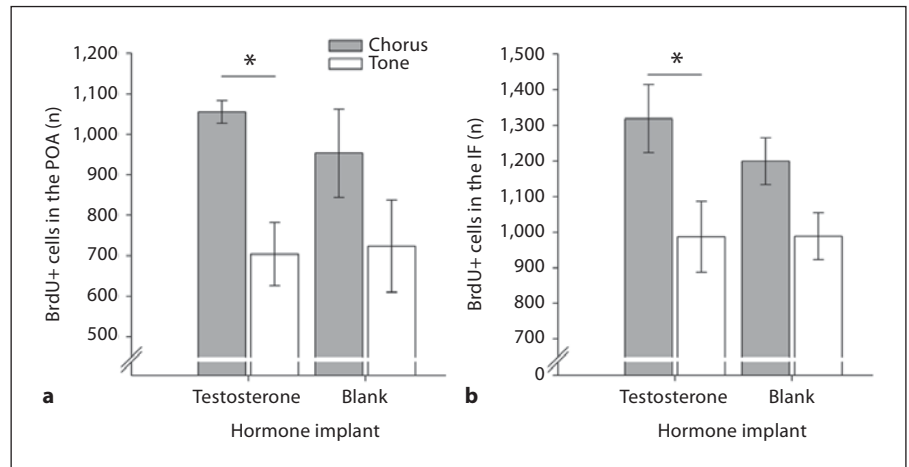 1,200
1,100
1,000
900
800
700
600
500
BrdU+ cells in the POA (n)
*
Chorus
Tone
a
Testosterone
Blank
Hormone implant
1,500
1,400
1,300
1,200
1,100
1,000
900
800
700
0
BrdU+ cells in the IF (n)
*
b
Testosterone
Blank
Hormone implant